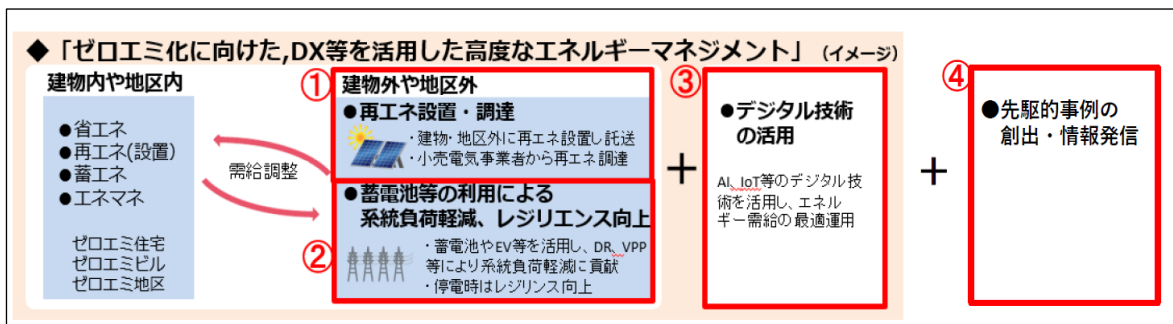 ◆「ゼロエミ化に向けた,DX等を活用した高度なエネルギーマネジメント」(イメージ)
建物内や地区内
●省エネ
●再エネ(設置)
●蓄エネ
●エネマネ
ゼロエミ住宅
ゼロエミビル
ゼロエミ地区
需給調整
①
建物外や地区外
●再エネ設置・調達
・建物・地区外に再エネ設置し託送
・小売電気事業者から再エネ調達
②
●蓄電池等の利用による
系統負荷軽減、レジリエンス向上
・蓄電池やEV等を活用し、DR、VPP
等により系統負荷軽減に貢献
・停電時はレジリンス向上
+
③
●デジタル技術
の活用
AI、IoT等のデジタル技
術を活用し、エネル
ギー需給の最適運用
+
④
●先駆的事例の
創出・情報発信